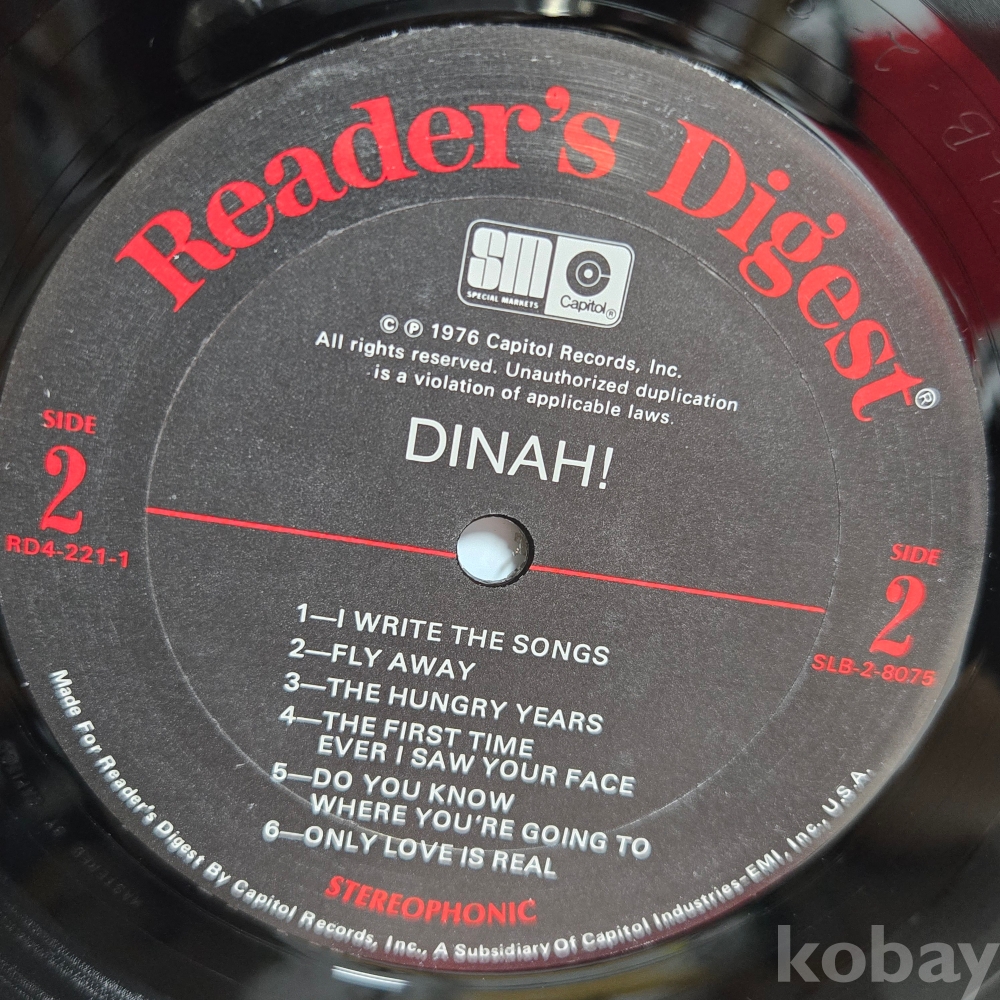 Reader's Digest®
SM
SPECIAL MARKETS
Capitol®
© ℗ 1976 Capitol Records, Inc.
All rights reserved. Unauthorized duplication
is a violation of applicable laws.
DINAH!
SIDE
2
RD4-221-1
SIDE
2
SLB-2-8075
1—I WRITE THE SONGS
2—FLY AWAY
3—THE HUNGRY YEARS
4—THE FIRST TIME
EVER I SAW YOUR FACE
5—DO YOU KNOW
WHERE YOU'RE GOING TO
6—ONLY LOVE IS REAL
STEREOPHONIC
Made For Reader's Digest By Capitol Records, Inc., A Subsidiary Of Capitol Industries-EMI, Inc., U.S.A.
kobay